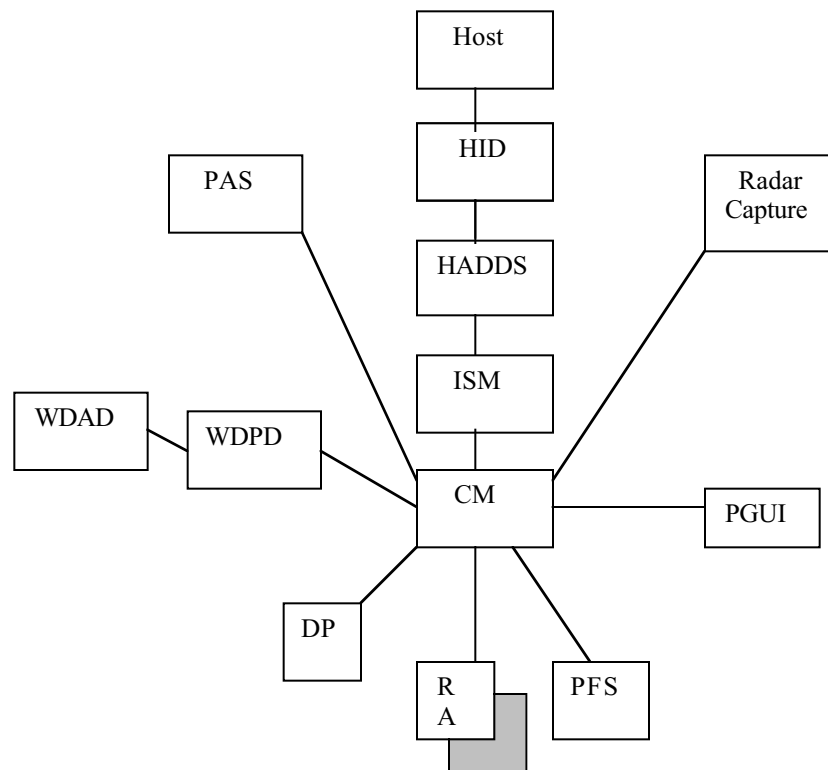 Host
HID
PAS
Radar
Capture
HADDS
ISM
WDAD
WDPD
CM
PGUI
DP
R
A
PFS